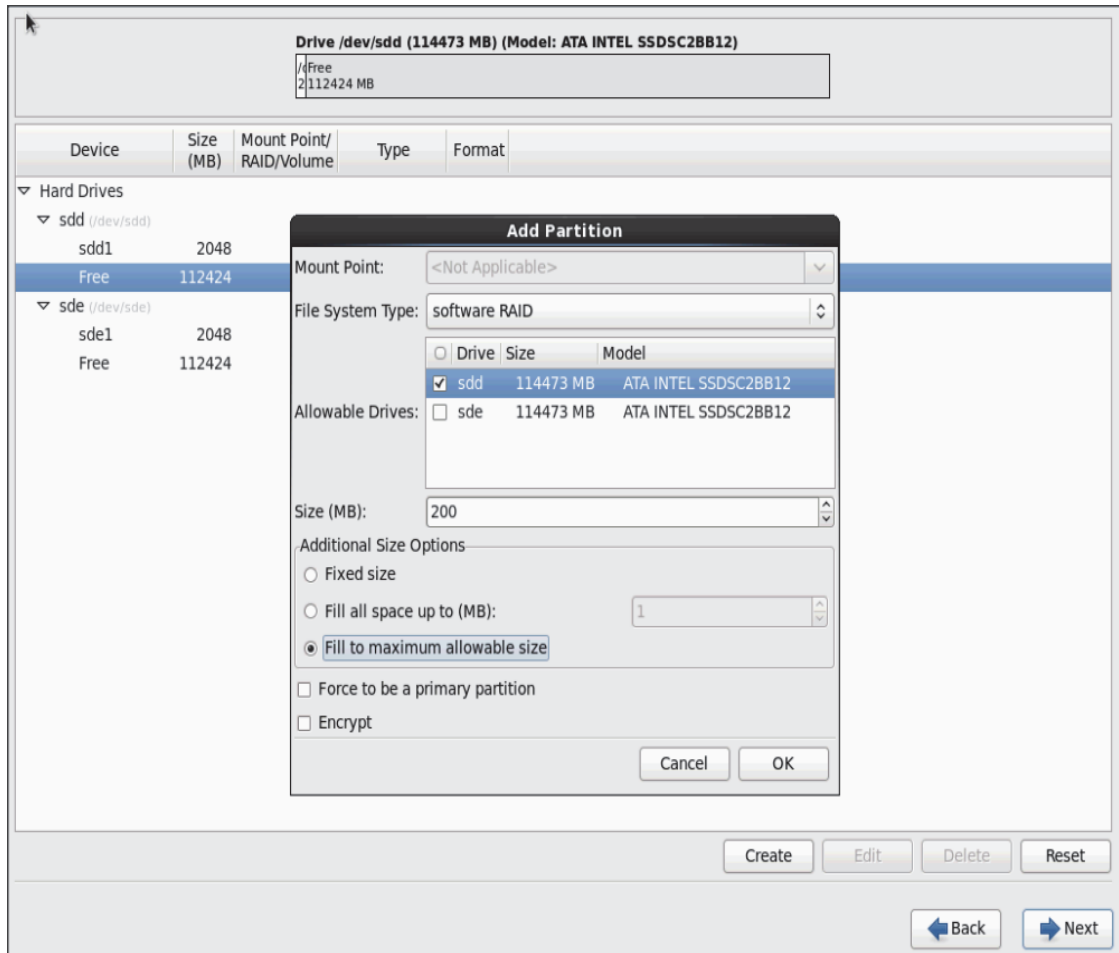 Drive /dev/sdd (114473 MB) (Model: ATA INTEL SSDSC2BB12)
Free
2 112424 MB
Device
Size (MB)
Mount Point/ RAID/Volume
Type
Format
Hard Drives
sdd (/dev/sdd)
sdd1 2048
Free 112424
sde (/dev/sde)
sde1 2048
Free 112424
Add Partition
Mount Point: <Not Applicable>
File System Type: software RAID
Allowable Drives:
Drive Size Model
sdd 114473 MB ATA INTEL SSDSC2BB12
sde 114473 MB ATA INTEL SSDSC2BB12
Size (MB): 200
Additional Size Options
Fixed size
Fill all space up to (MB): 1
Fill to maximum allowable size
Force to be a primary partition
Encrypt
Cancel OK
Create Edit Delete Reset
Back Next